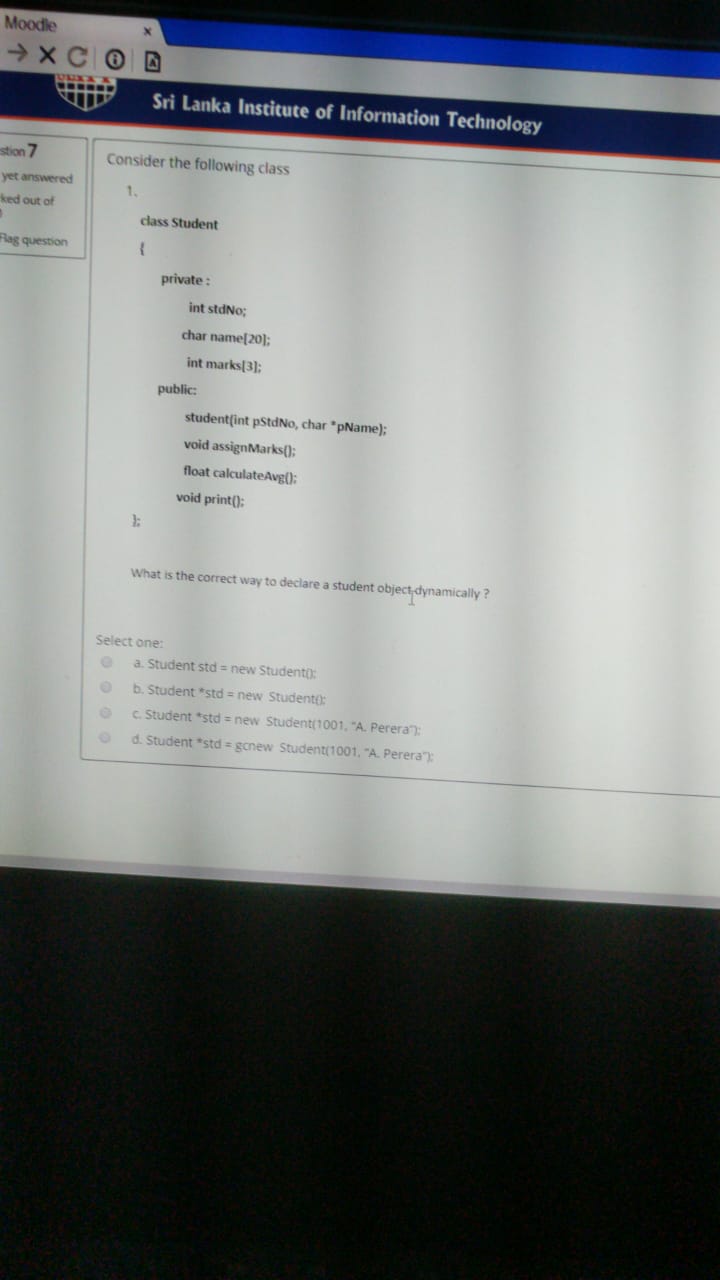 Moodle
Sri Lanka Institute of Information Technology
stion 7
yet answered
ked out of
Flag question
Consider the following class
1.
class Student
{
private :
int stdNo;
char name[20];
int marks[3];
public:
student(int pStdNo, char *pName);
void assignMarks();
float calculateAvg();
void print();
};
What is the correct way to declare a student object dynamically ?
Select one:
a. Student std = new Student();
b. Student *std = new Student();
c. Student *std = new Student(1001, "A. Perera");
d. Student *std = gcnew Student(1001, "A. Perera");